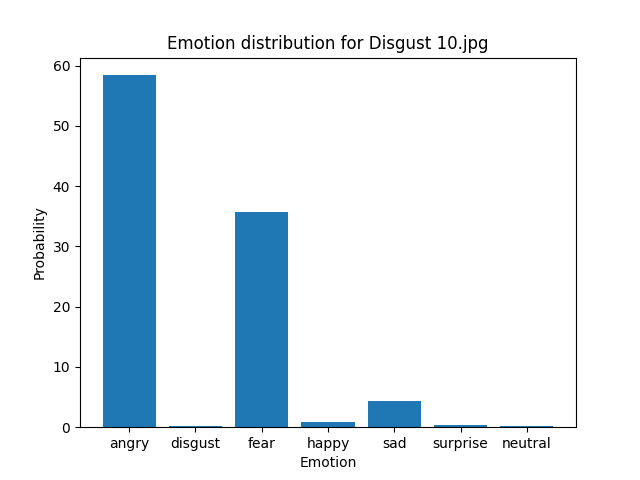 Emotion distribution for Disgust 10.jpg
60
50
40
30
20
10
0
Probability
angry disgust fear happy sad surprise neutral
Emotion